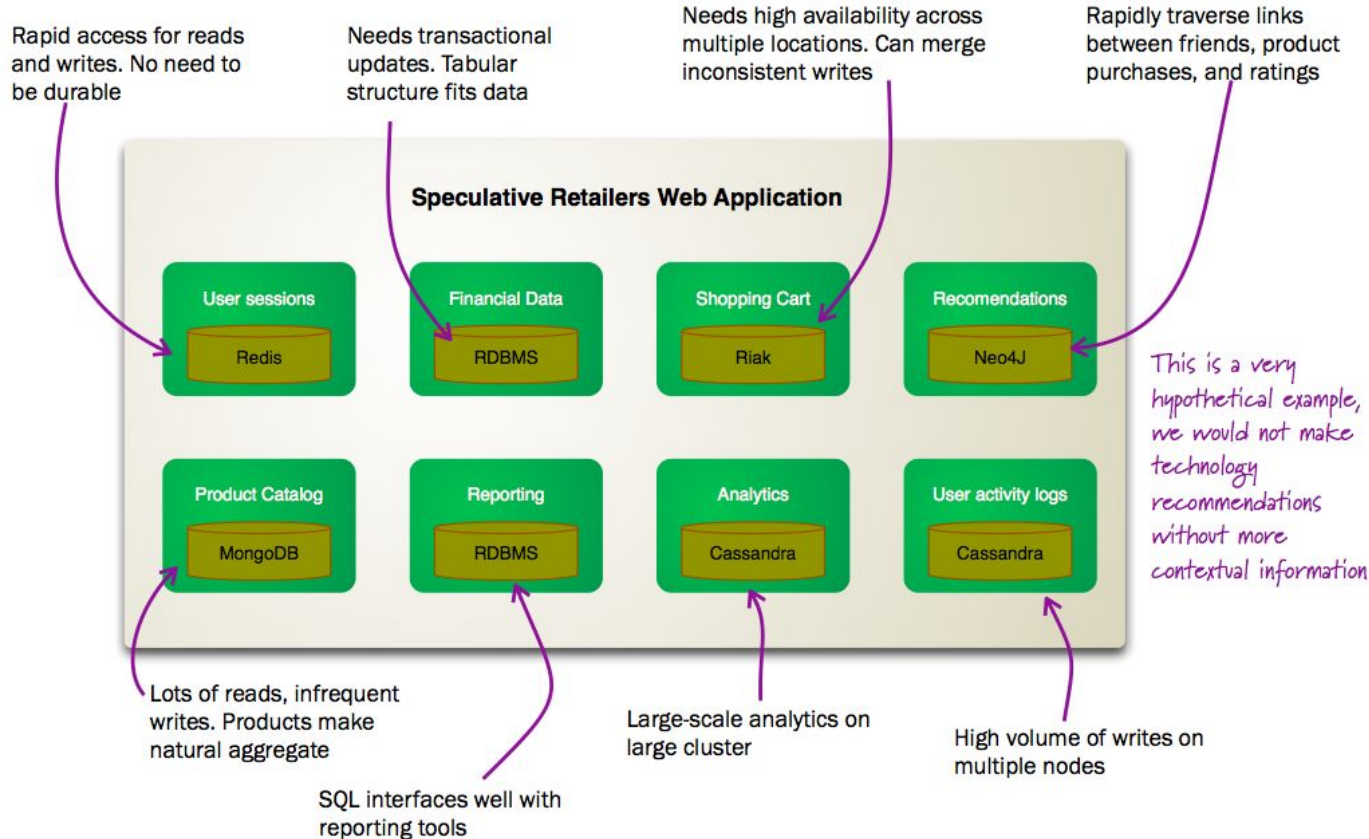 Rapid access for reads
and writes. No need to
be durable
Needs transactional
updates. Tabular
structure fits data
Needs high availability across
multiple locations. Can merge
inconsistent writes
Rapidly traverse links
between friends, product
purchases, and ratings
Speculative Retailers Web Application
User sessions
Redis
Financial Data
RDBMS
Shopping Cart
Riak
Recomendations
Neo4J
This is a very
hypothetical example,
we would not make
technology
recommendations
without more
contextual information
Product Catalog
MongoDB
Reporting
RDBMS
Analytics
Cassandra
User activity logs
Cassandra
Lots of reads, infrequent
writes. Products make
natural aggregate
SQL interfaces well with
reporting tools
Large-scale analytics on
large cluster
High volume of writes on
multiple nodes